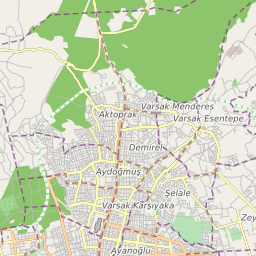 Varsak Menderes
Aktoprak
Varsak Esentepe
Demirel
Aydoğmuş
Şelale
Varsak Karşıyaka
Zey
Ayanoğlu